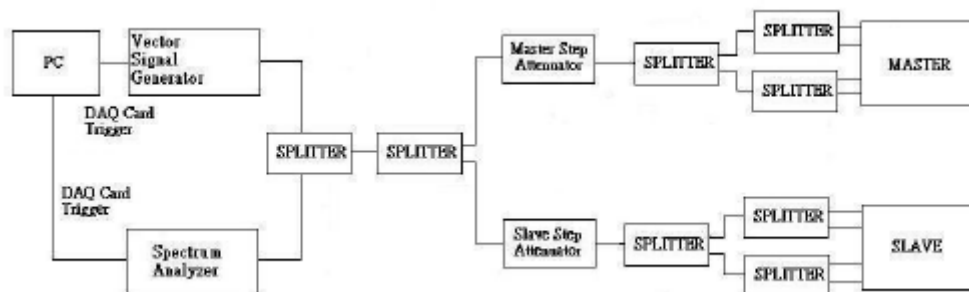 PC
Vector
Signal
Generator
DAQ Card
Trigger
DAQ Card
Trigger
Spectrum
Analyzer
SPLITTER
SPLITTER
Master Step
Attenuator
SPLITTER
SPLITTER
SPLITTER
MASTER
Slave Step
Attenuator
SPLITTER
SPLITTER
SPLITTER
SLAVE